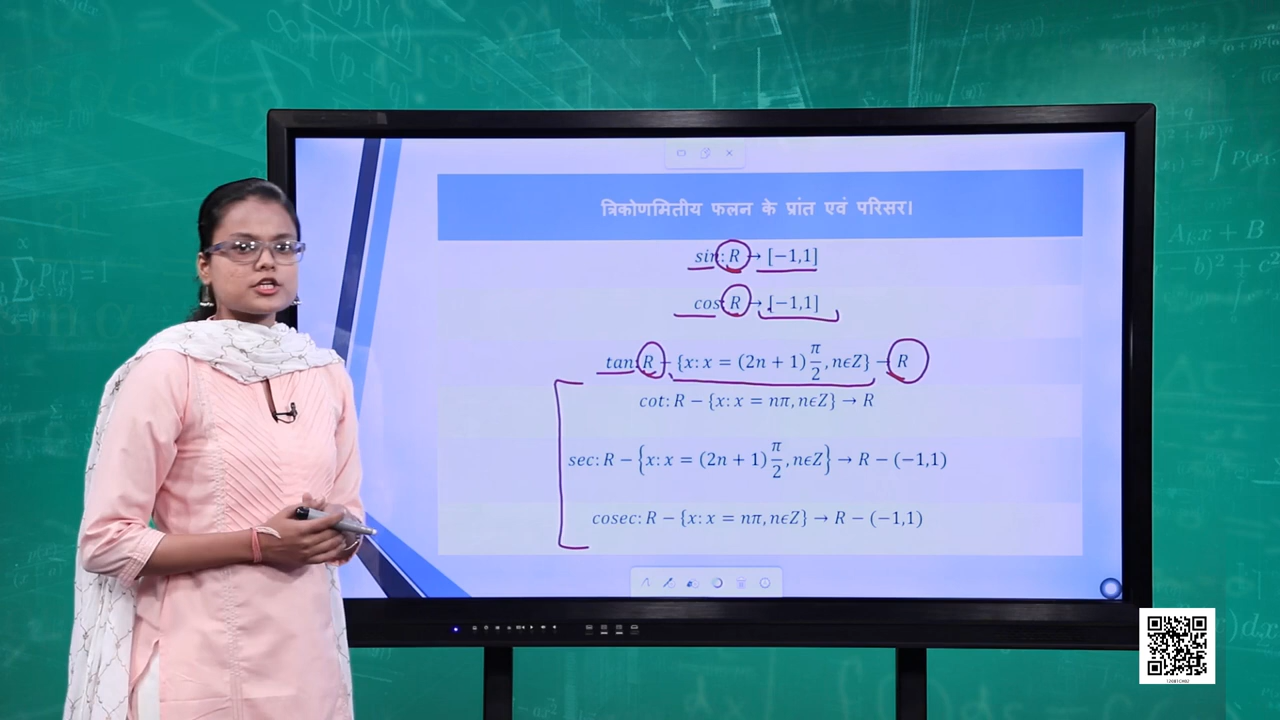 त्रिकोणमितीय फलन के प्रांत एवं परिसर।
sin: R → [−1,1]
cos: R → [−1,1]
tan: R − {x: x = (2n + 1) π/2, nϵZ} → R
cot: R − {x: x = nπ, nϵZ} → R
sec: R − {x: x = (2n + 1) π/2, nϵZ} → R − (−1,1)
cosec: R − {x: x = nπ, nϵZ} → R − (−1,1)
12081CH02